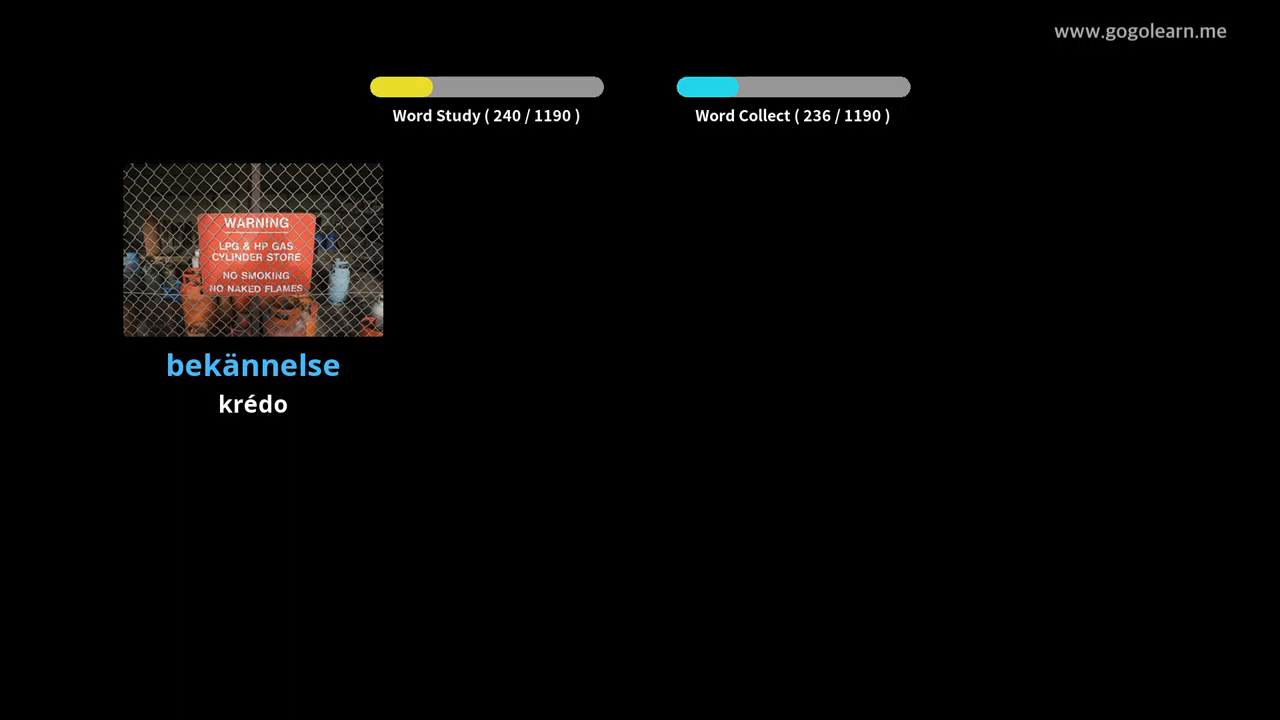 www.gogolearn.me
Word Study ( 240 / 1190 )
Word Collect ( 236 / 1190 )
WARNING
LPG & HP GAS
CYLINDER STORE
NO SMOKING
NO NAKED FLAMES
bekännelse
krédo